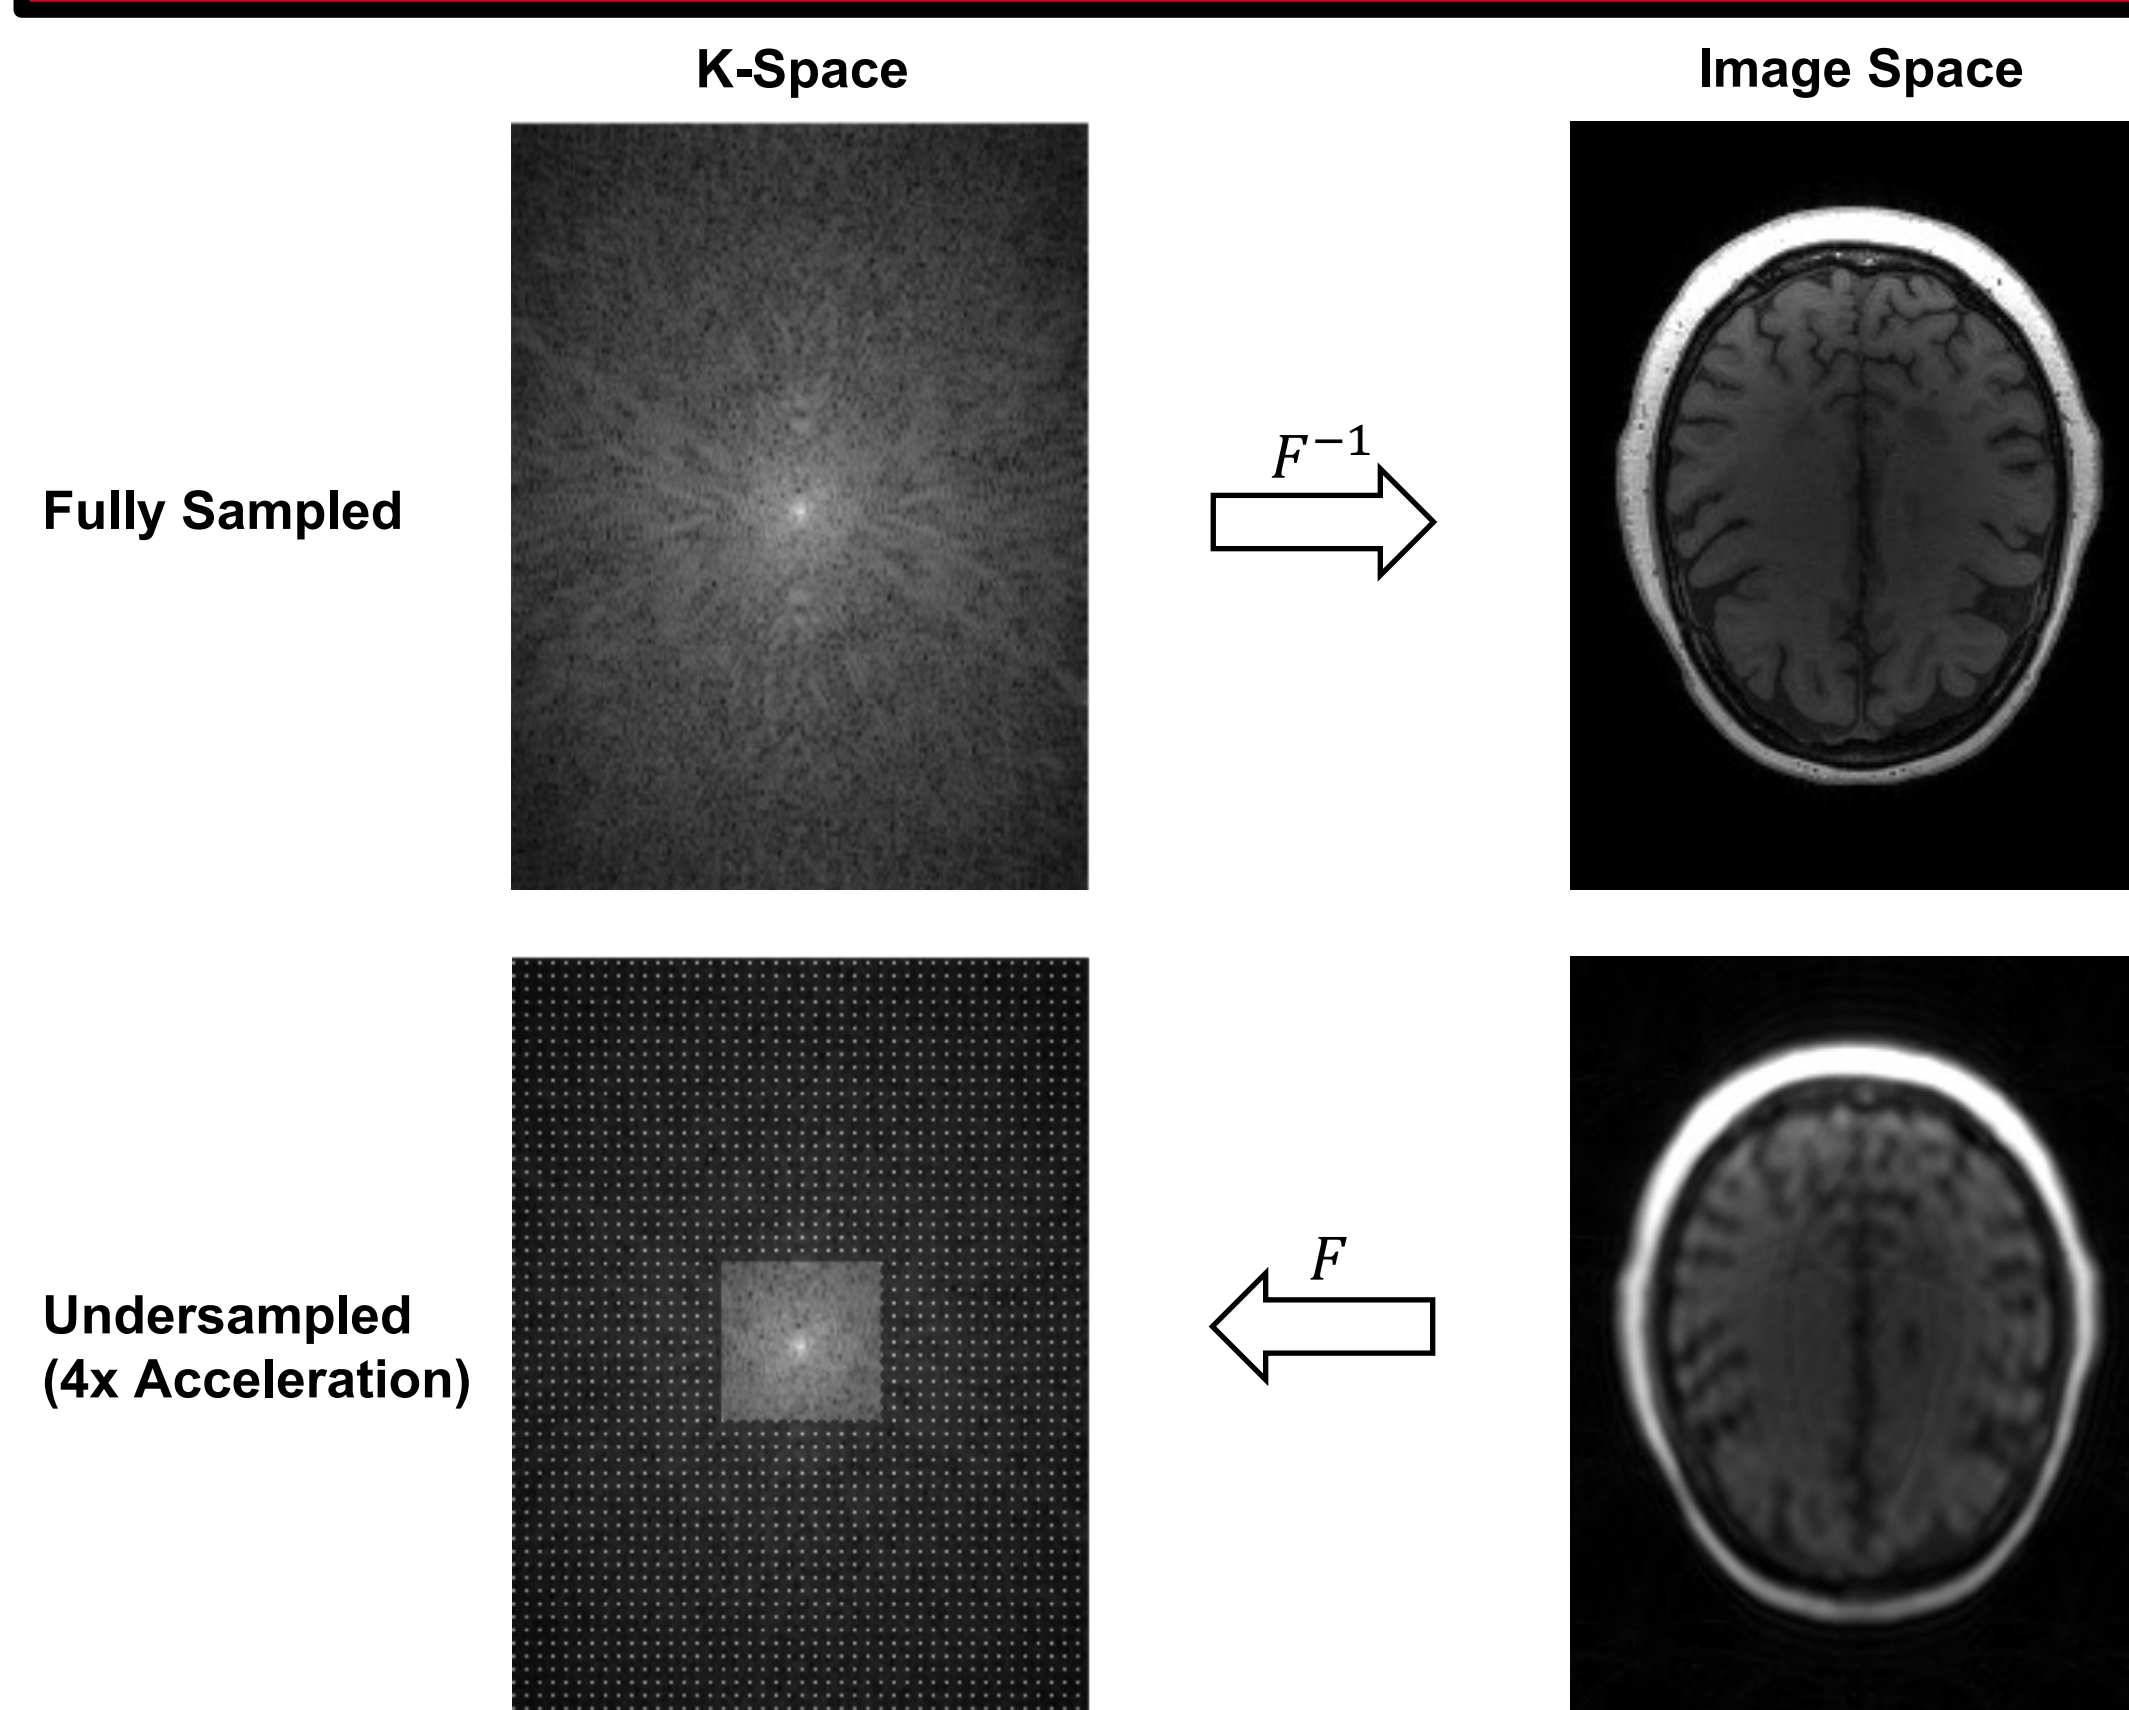 K-Space
Image Space
F⁻¹
Fully Sampled
F
Undersampled
(4x Acceleration)